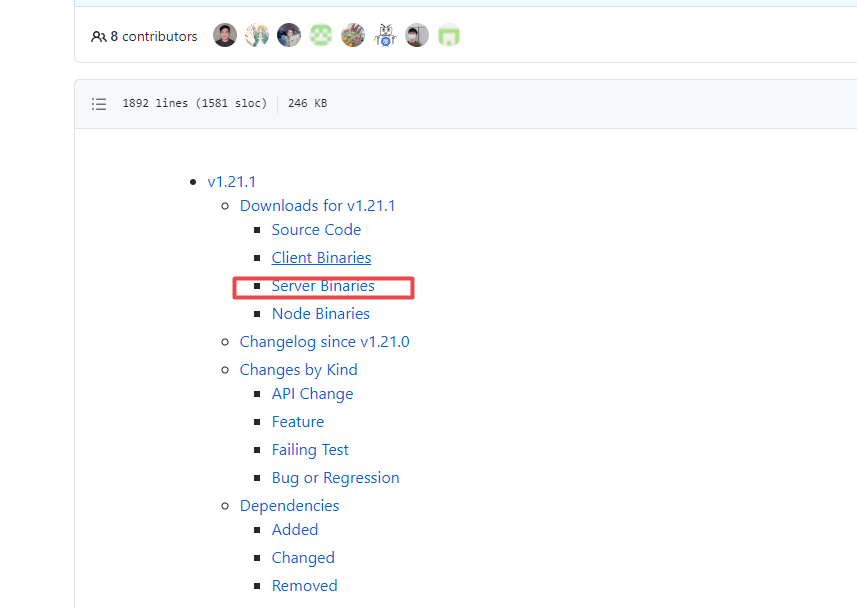 8 contributors
1892 lines (1581 sloc) 246 KB
v1.21.1
Downloads for v1.21.1
Source Code
Client Binaries
Server Binaries
Node Binaries
Changelog since v1.21.0
Changes by Kind
API Change
Feature
Failing Test
Bug or Regression
Dependencies
Added
Changed
Removed